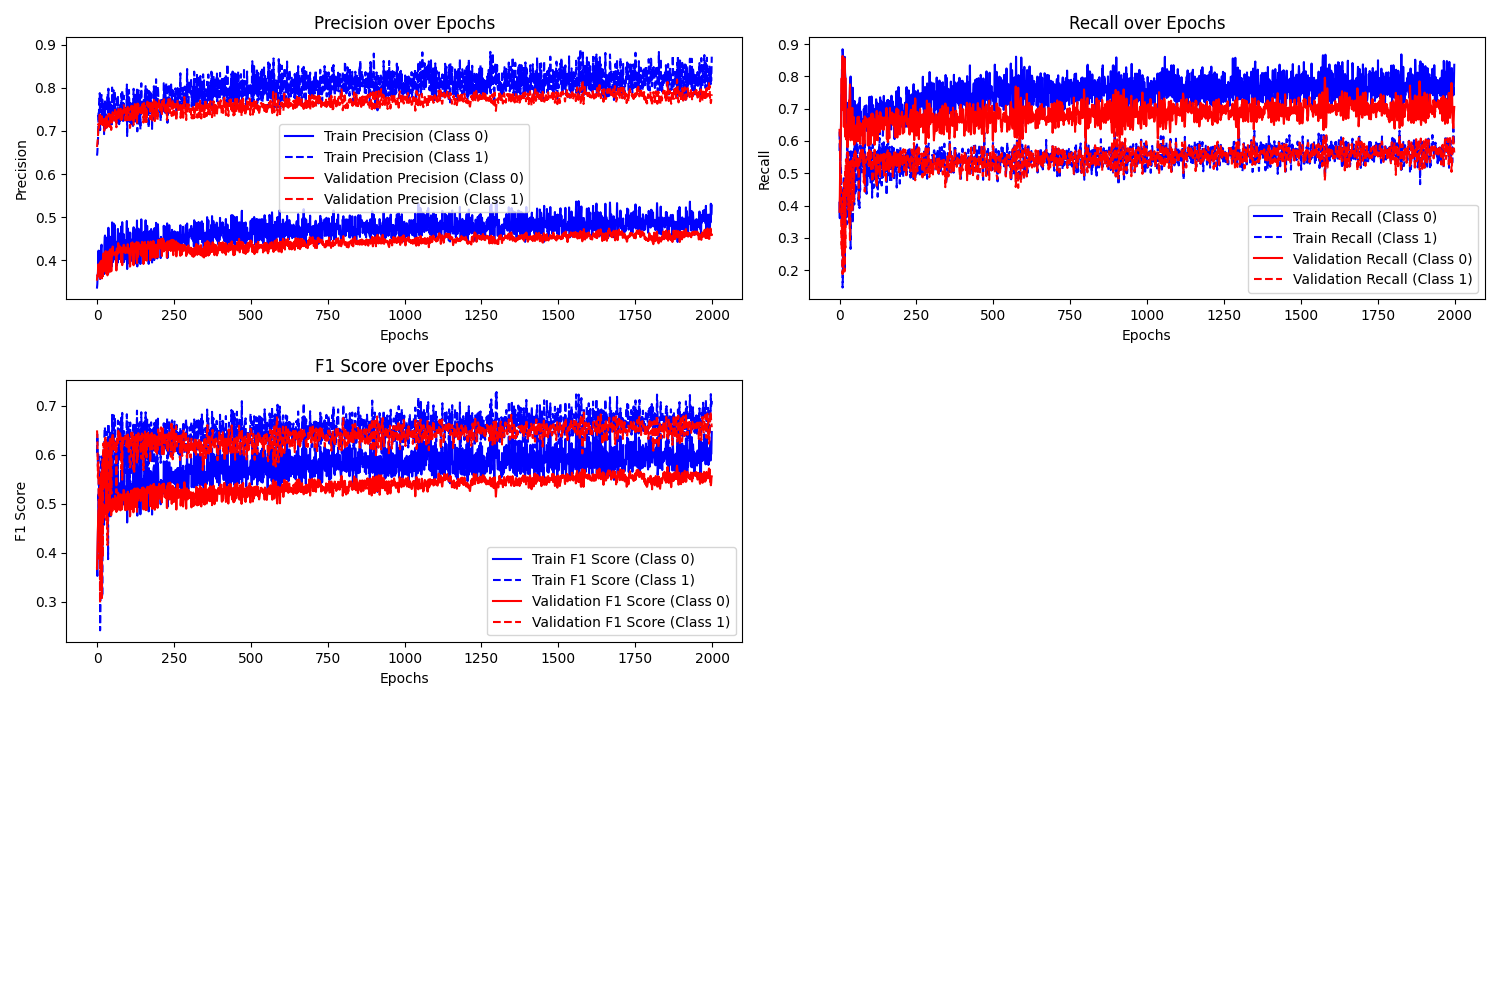 Precision over Epochs
Precision
0.9
0.8
0.7
0.6
0.5
0.4
Train Precision (Class 0)
Train Precision (Class 1)
Validation Precision (Class 0)
Validation Precision (Class 1)
0 250 500 750 1000 1250 1500 1750 2000
Epochs
Recall over Epochs
Recall
0.9
0.8
0.7
0.6
0.5
0.4
0.3
0.2
Train Recall (Class 0)
Train Recall (Class 1)
Validation Recall (Class 0)
Validation Recall (Class 1)
0 250 500 750 1000 1250 1500 1750 2000
Epochs
F1 Score over Epochs
F1 Score
0.7
0.6
0.5
0.4
0.3
Train F1 Score (Class 0)
Train F1 Score (Class 1)
Validation F1 Score (Class 0)
Validation F1 Score (Class 1)
0 250 500 750 1000 1250 1500 1750 2000
Epochs